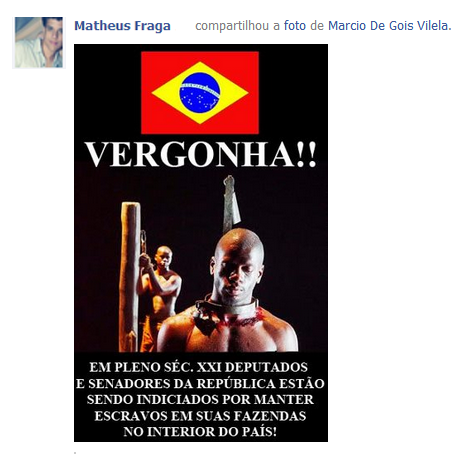 Matheus Fraga compartilhou a foto de Marcio De Gois Vilela.
VERGONHA!!
EM PLENO SÉC. XXI DEPUTADOS
E SENADORES DA REPÚBLICA ESTÃO
SENDO INDICIADOS POR MANTER
ESCRAVOS EM SUAS FAZENDAS
NO INTERIOR DO PAÍS!